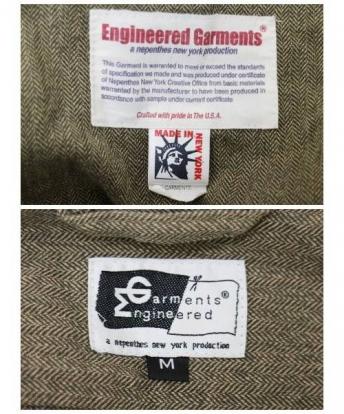 Engineered Garments®
a nepenthes new york production
This Garment is warranted to meet or exceed the standards
of specification we made and was produced under certificate
of Nepenthes New York Creative Office from basic materials
warranted by the manufacturer to have been produced in
accordance with sample under current certificate.
Crafted with pride in The U.S.A.
MADE IN
NEW YORK
GARMENTS
Garments®
Engineered
a nepenthes new york production
M